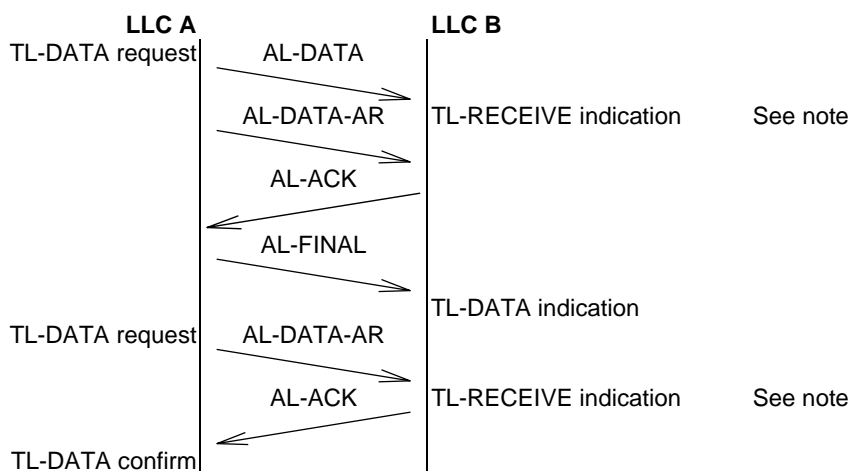 LLC A LLC B
TL-DATA request AL-DATA
AL-DATA-AR TL-RECEIVE indication See note
AL-ACK
AL-FINAL
TL-DATA indication
TL-DATA request AL-DATA-AR
AL-ACK TL-RECEIVE indication See note
TL-DATA confirm